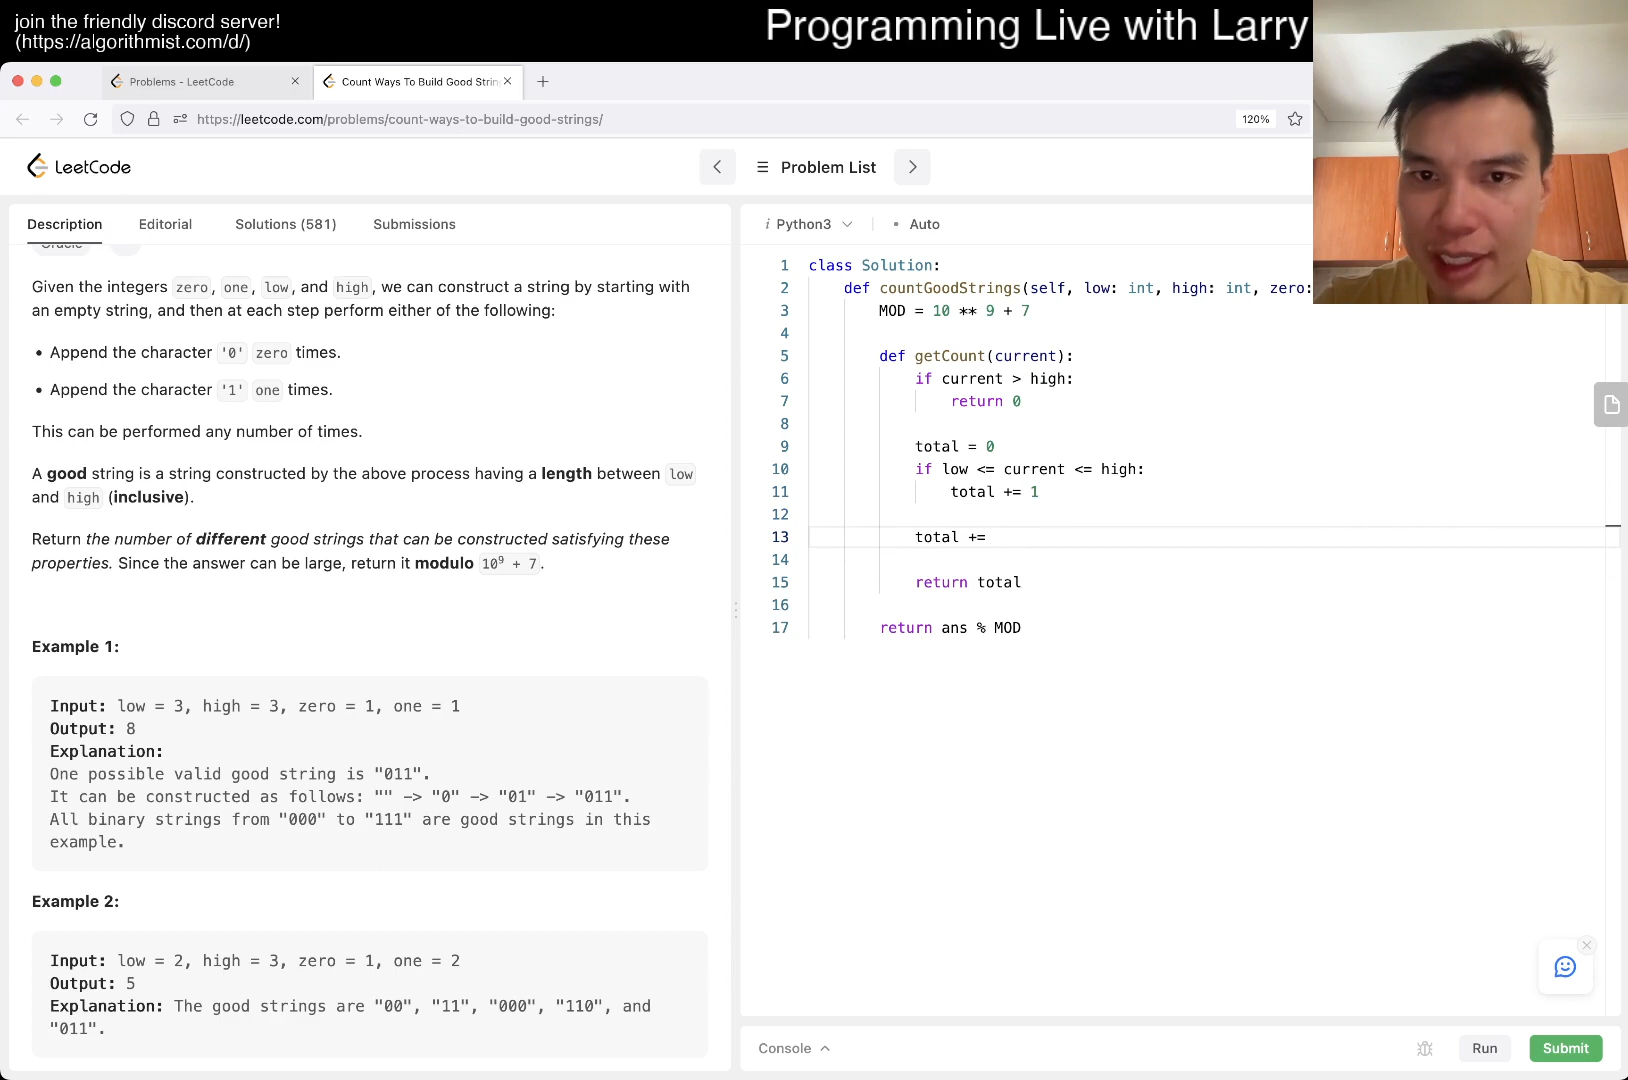 join the friendly discord server!
(https://algorithmist.com/d/)
Programming Live with Larry
Problems - LeetCode
Count Ways To Build Good Strin
https://leetcode.com/problems/count-ways-to-build-good-strings/
120%
LeetCode
Problem List
Description
Editorial
Solutions (581)
Submissions
Oracle
Given the integers zero, one, low, and high, we can construct a string by starting with
an empty string, and then at each step perform either of the following:
• Append the character '0' zero times.
• Append the character '1' one times.
This can be performed any number of times.
A good string is a string constructed by the above process having a length between low
and high (inclusive).
Return the number of different good strings that can be constructed satisfying these
properties. Since the answer can be large, return it modulo 10⁹ + 7.
Example 1:
Input: low = 3, high = 3, zero = 1, one = 1
Output: 8
Explanation:
One possible valid good string is "011".
It can be constructed as follows: "" -> "0" -> "01" -> "011".
All binary strings from "000" to "111" are good strings in this
example.
Example 2:
Input: low = 2, high = 3, zero = 1, one = 2
Output: 5
Explanation: The good strings are "00", "11", "000", "110", and
"011".
i Python3
• Auto
1 class Solution:
2 def countGoodStrings(self, low: int, high: int, zero:
3 MOD = 10 ** 9 + 7
4
5 def getCount(current):
6 if current > high:
7 return 0
8
9 total = 0
10 if low <= current <= high:
11 total += 1
12
13 total +=
14
15 return total
16
17 return ans % MOD
Console
Run
Submit